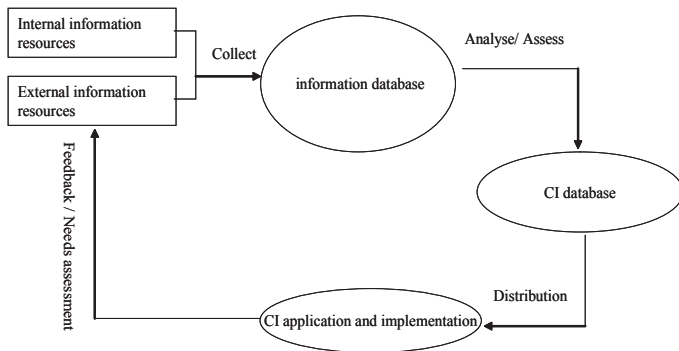 Internal information
resources
Collect
Analyse/ Assess
External information
resources
information database
Feedback / Needs assessment
CI database
Distribution
CI application and implementation